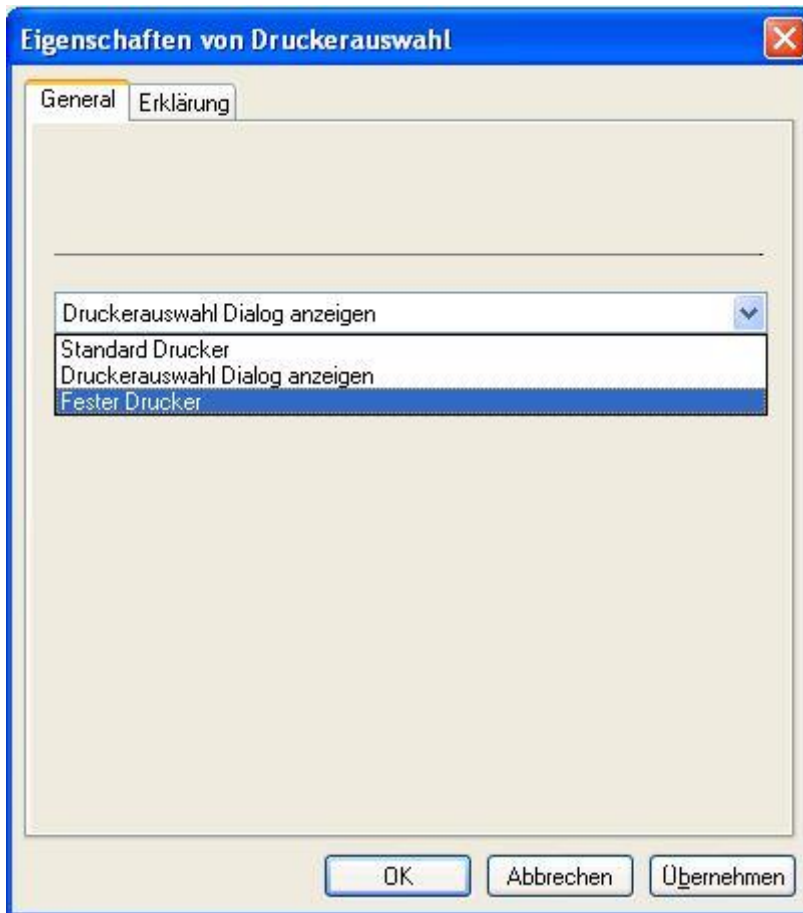 Eigenschaften von Druckerauswahl
General Erklärung
Druckerauswahl Dialog anzeigen
Standard Drucker
Druckerauswahl Dialog anzeigen
Fester Drucker
OK Abbrechen Übernehmen